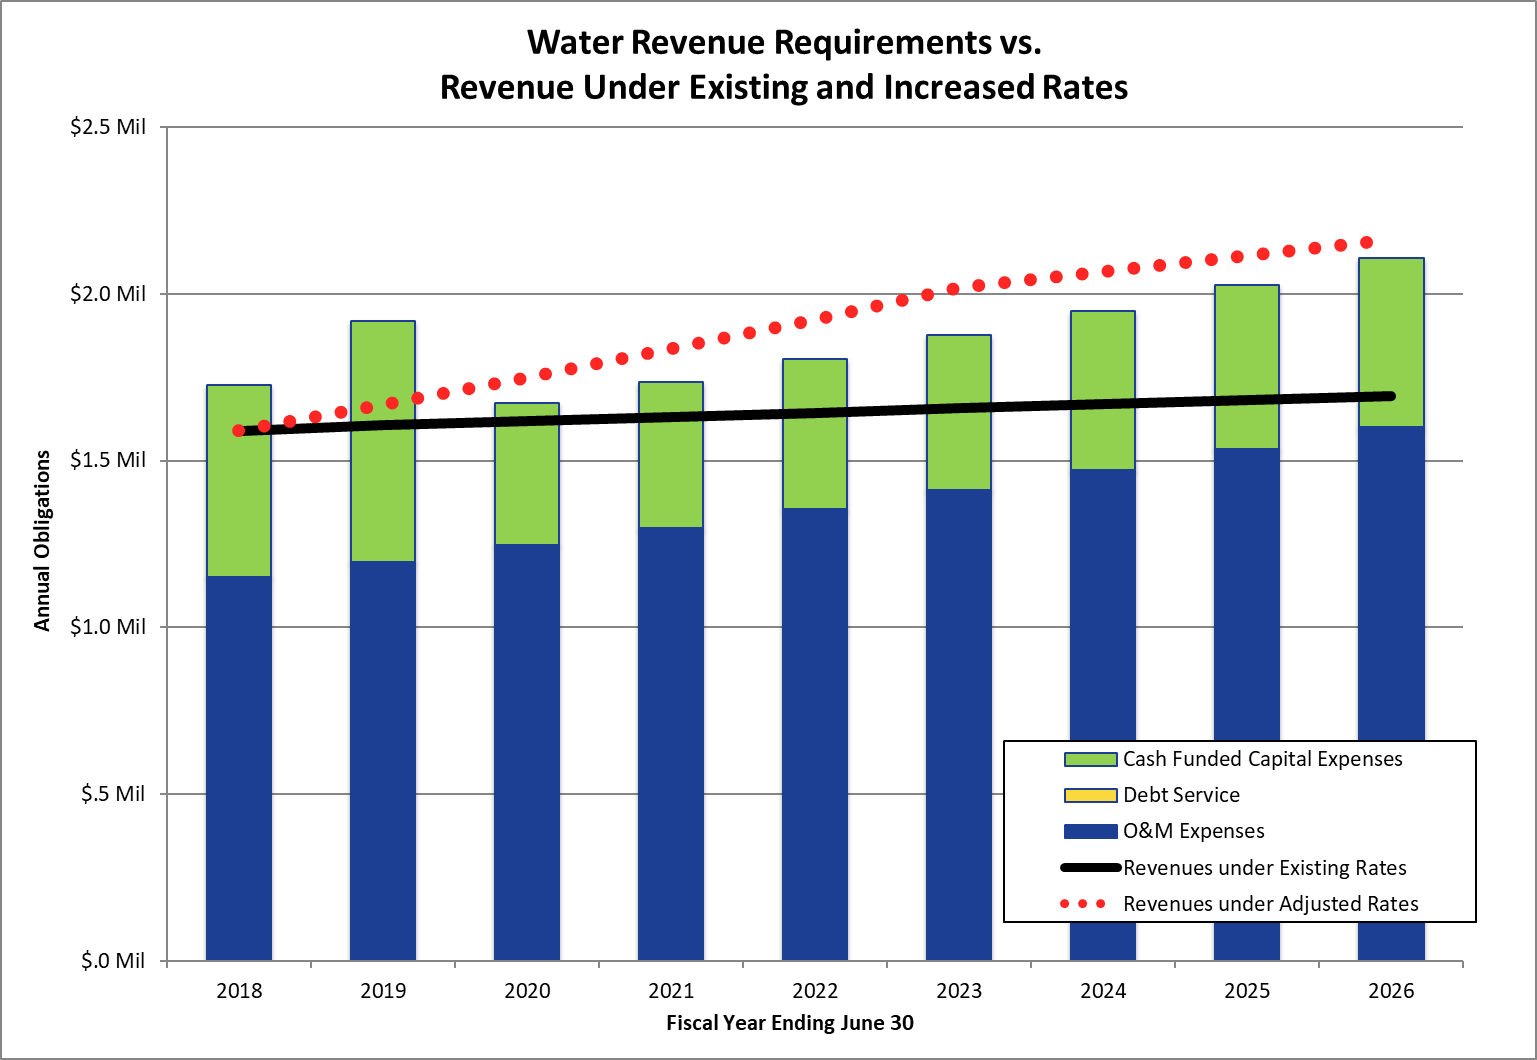 Water Revenue Requirements vs.
Revenue Under Existing and Increased Rates
$2.5 Mil
$2.0 Mil
$1.5 Mil
$1.0 Mil
$.5 Mil
$.0 Mil
Annual Obligations
Cash Funded Capital Expenses
Debt Service
O&M Expenses
Revenues under Existing Rates
Revenues under Adjusted Rates
2018 2019 2020 2021 2022 2023 2024 2025 2026
Fiscal Year Ending June 30